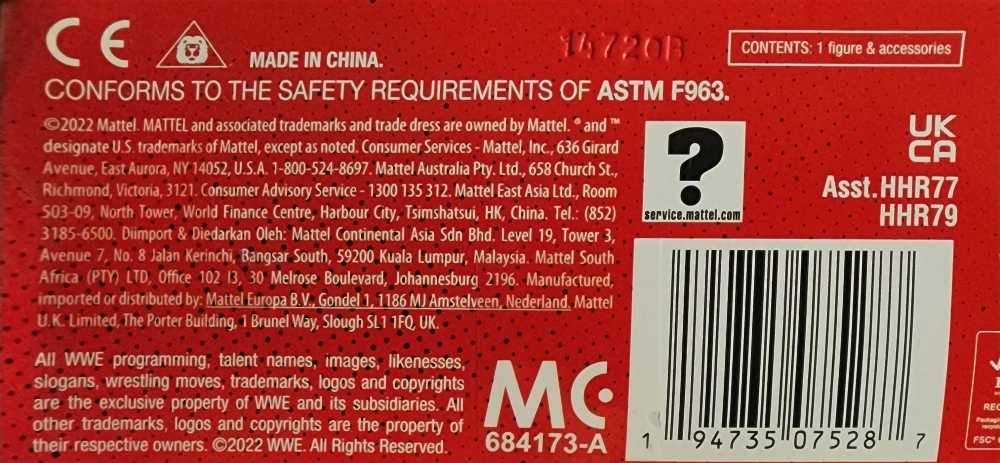 CE
MADE IN CHINA.
14720B
CONTENTS: 1 figure & accessories
CONFORMS TO THE SAFETY REQUIREMENTS OF ASTM F963.
©2022 Mattel. MATTEL and associated trademarks and trade dress are owned by Mattel. ® and ™
designate U.S. trademarks of Mattel, except as noted. Consumer Services - Mattel, Inc., 636 Girard
Avenue, East Aurora, NY 14052, U.S.A. 1-800-524-8697. Mattel Australia Pty. Ltd., 658 Church St.,
Richmond, Victoria, 3121. Consumer Advisory Service - 1300 135 312. Mattel East Asia Ltd., Room
503-09, North Tower, World Finance Centre, Harbour City, Tsimshatsui, HK, China. Tel.: (852)
3185-6500. Diimport & Diedarkan Oleh: Mattel Continental Asia Sdn Bhd. Level 19, Tower 3,
Avenue 7, No. 8 Jalan Kerinchi, Bangsar South, 59200 Kuala Lumpur, Malaysia. Mattel South
Africa (PTY) LTD, Office 102 I3, 30 Melrose Boulevard, Johannesburg 2196. Manufactured,
imported or distributed by: Mattel Europa B.V., Gondel 1, 1186 MJ Amstelveen, Nederland. Mattel
U.K. Limited, The Porter Building, 1 Brunel Way, Slough SL1 1FQ, UK.
?
service.mattel.com
UK
CA
Asst. HHR77
HHR79
All WWE programming, talent names, images, likenesses,
slogans, wrestling moves, trademarks, logos and copyrights
are the exclusive property of WWE and its subsidiaries. All
other trademarks, logos and copyrights are the property of
their respective owners. ©2022 WWE. All Rights Reserved.
MC
684173-A
1 94735 07528 7
FSC®